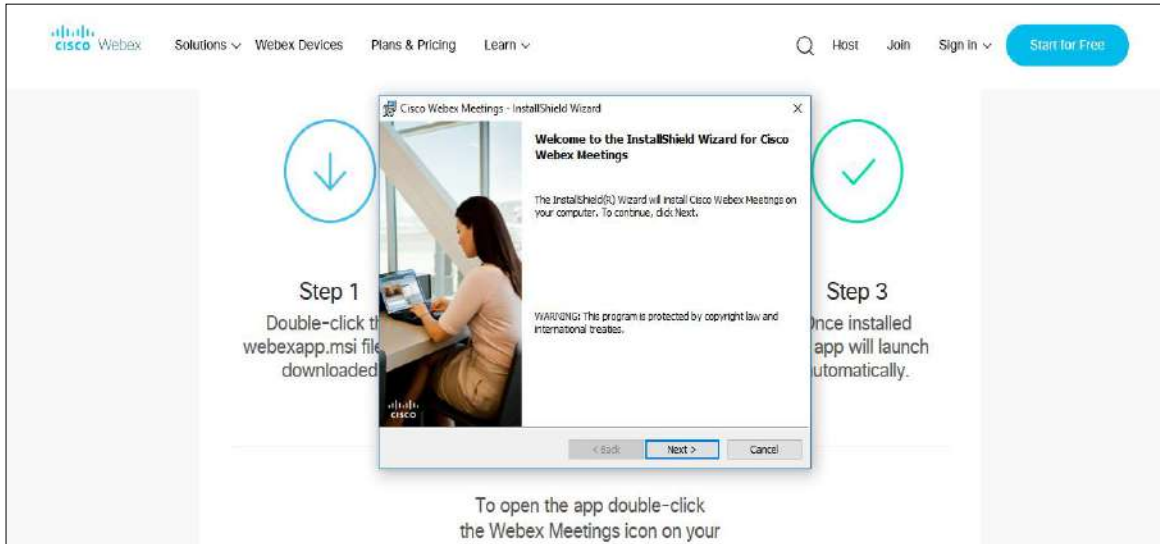 CISCO Webex
Solutions
Webex Devices
Plans & Pricing
Learn
Host
Join
Sign in
Start for Free
Cisco Webex Meetings - InstallShield Wizard
Welcome to the InstallShield Wizard for Cisco
Webex Meetings
The InstallShield(R) Wizard will install Cisco Webex Meetings on
your computer. To continue, click Next.
WARNING: This program is protected by copyright law and
international treaties.
CISCO
< Back
Next >
Cancel
Step 1
Double-click
webexapp.msi
downloaded
Step 3
installed
app will launch
To open the app double-click
the Webex Meetings icon on your